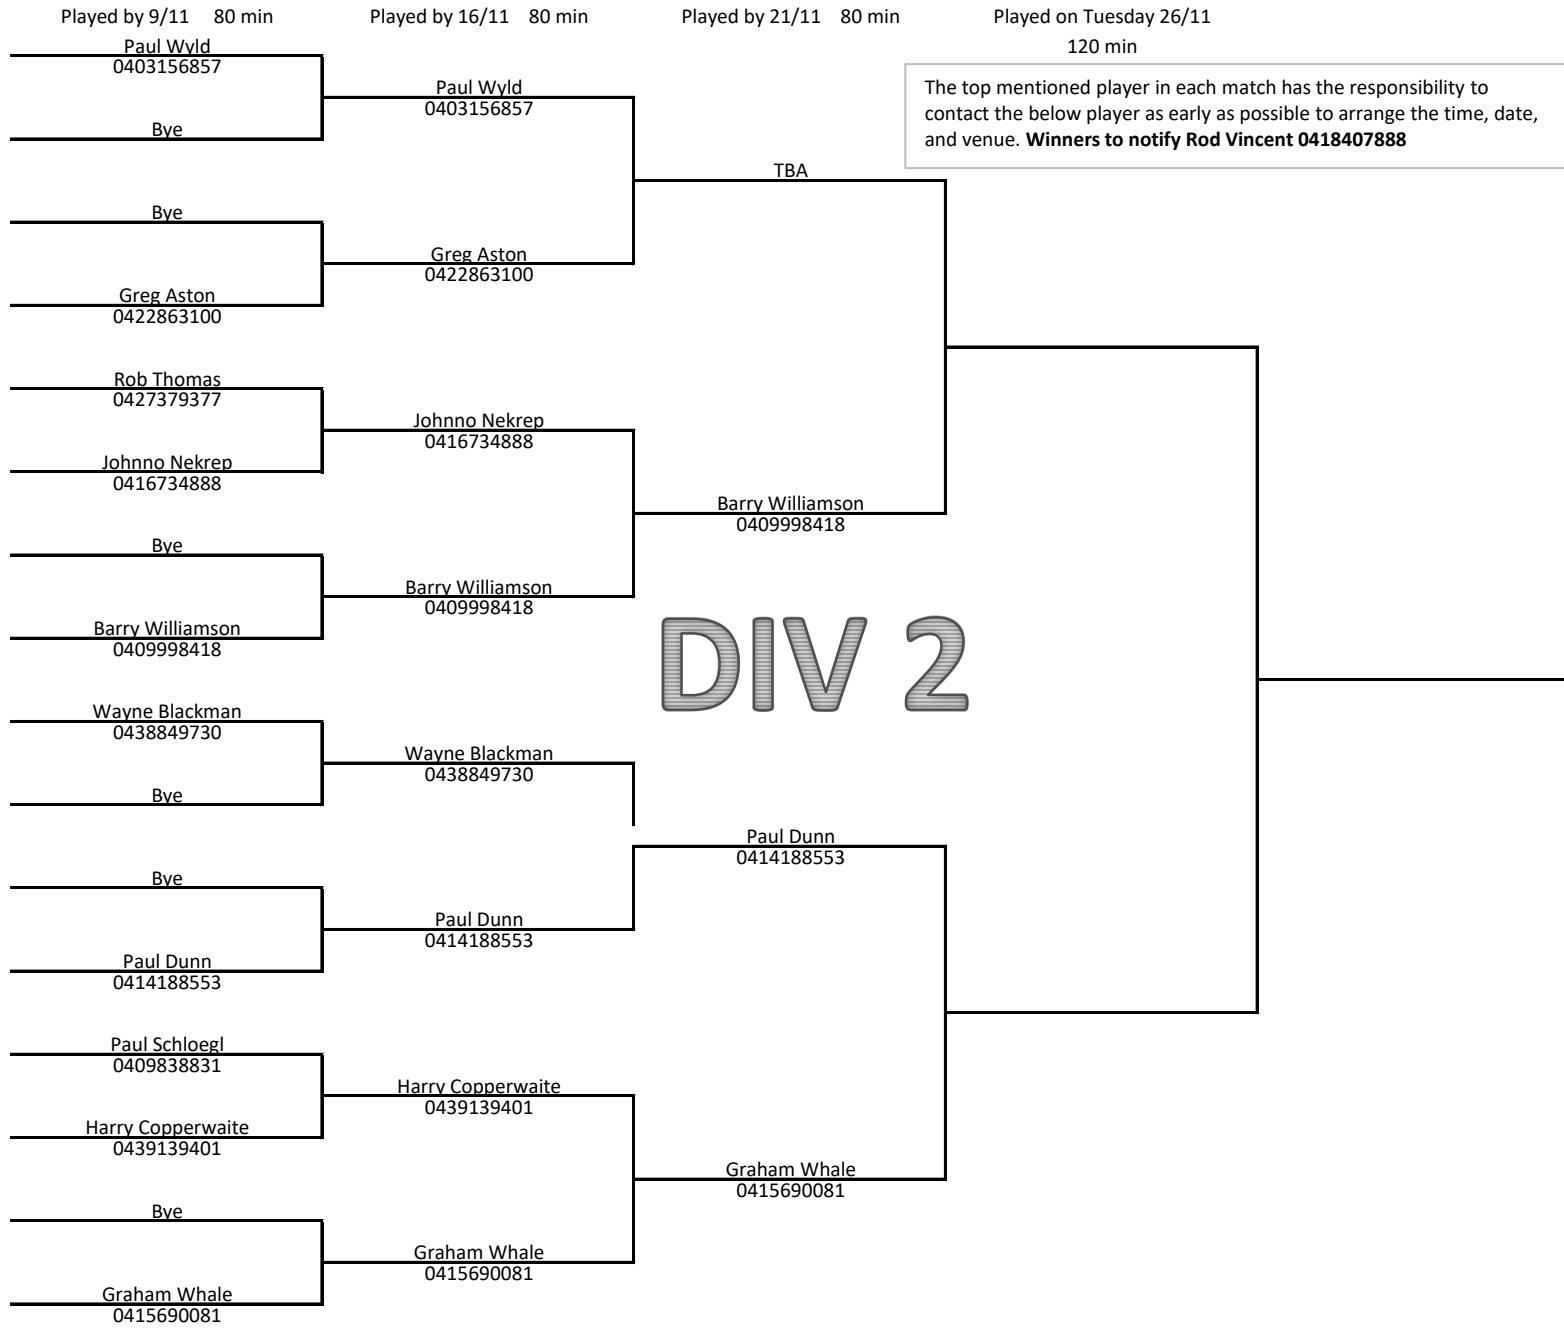 Played by 9/11 80 min
Played by 16/11 80 min
Played by 21/11 80 min
Played on Tuesday 26/11
120 min
The top mentioned player in each match has the responsibility to
contact the below player as early as possible to arrange the time, date,
and venue. Winners to notify Rod Vincent 0418407888
Paul Wyld
0403156857
Bye
Bye
Greg Aston
0422863100
Rob Thomas
0427379377
Johnno Nekrep
0416734888
Bye
Barry Williamson
0409998418
Wayne Blackman
0438849730
Bye
Bye
Paul Dunn
0414188553
Paul Schloegl
0409838831
Harry Copperwaite
0439139401
Bye
Graham Whale
0415690081
Paul Wyld
0403156857
Greg Aston
0422863100
Johnno Nekrep
0416734888
Barry Williamson
0409998418
Wayne Blackman
0438849730
Paul Dunn
0414188553
Harry Copperwaite
0439139401
Graham Whale
0415690081
TBA
Barry Williamson
0409998418
DIV 2
Paul Dunn
0414188553
Graham Whale
0415690081